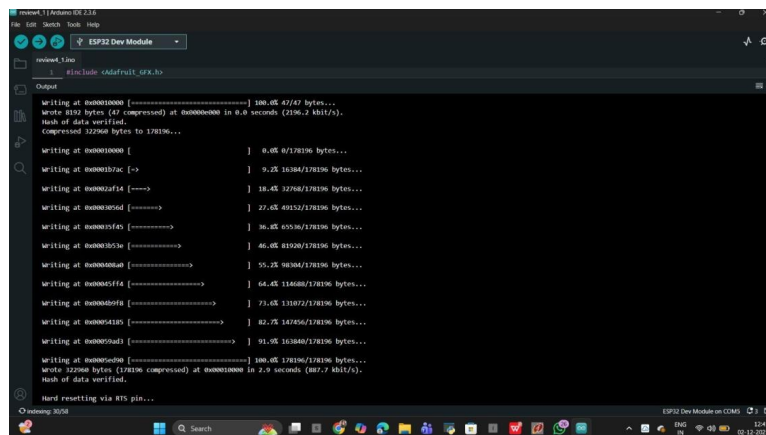 review4_1 | Arduino IDE 2.3.6
File Edit Sketch Tools Help
ESP32 Dev Module
review4_1.ino
1 #include <Adafruit_GFX.h>
Output
Writing at 0x00010000 [==============================] 100.0% 47/47 bytes...
Wrote 8192 bytes (47 compressed) at 0x0000e000 in 0.0 seconds (2196.2 kbit/s).
Hash of data verified.
Compressed 322960 bytes to 178196...
Writing at 0x00010000 [                              ]   0.0% 0/178196 bytes...
Writing at 0x0001b7ac [=>                            ]   9.2% 16384/178196 bytes...
Writing at 0x0002af14 [====>                         ]  18.4% 32768/178196 bytes...
Writing at 0x0003056d [=======>                      ]  27.6% 49152/178196 bytes...
Writing at 0x00035f45 [==========>                   ]  36.8% 65536/178196 bytes...
Writing at 0x0003b53e [============>                 ]  46.0% 81920/178196 bytes...
Writing at 0x000408a0 [===============>              ]  55.2% 98304/178196 bytes...
Writing at 0x00045ff4 [==================>           ]  64.4% 114688/178196 bytes...
Writing at 0x0004b9f8 [=====================>        ]  73.6% 131072/178196 bytes...
Writing at 0x00054185 [=======================>      ]  82.7% 147456/178196 bytes...
Writing at 0x00059ad3 [==========================>   ]  91.9% 163840/178196 bytes...
Writing at 0x0005ed90 [==============================] 100.0% 178196/178196 bytes...
Wrote 322960 bytes (178196 compressed) at 0x00010000 in 2.9 seconds (887.7 kbit/s).
Hash of data verified.
Hard resetting via RTS pin...
indexing: 30/58
ESP32 Dev Module on COM5 3
Search
ENG
IN
12:4
02-12-202